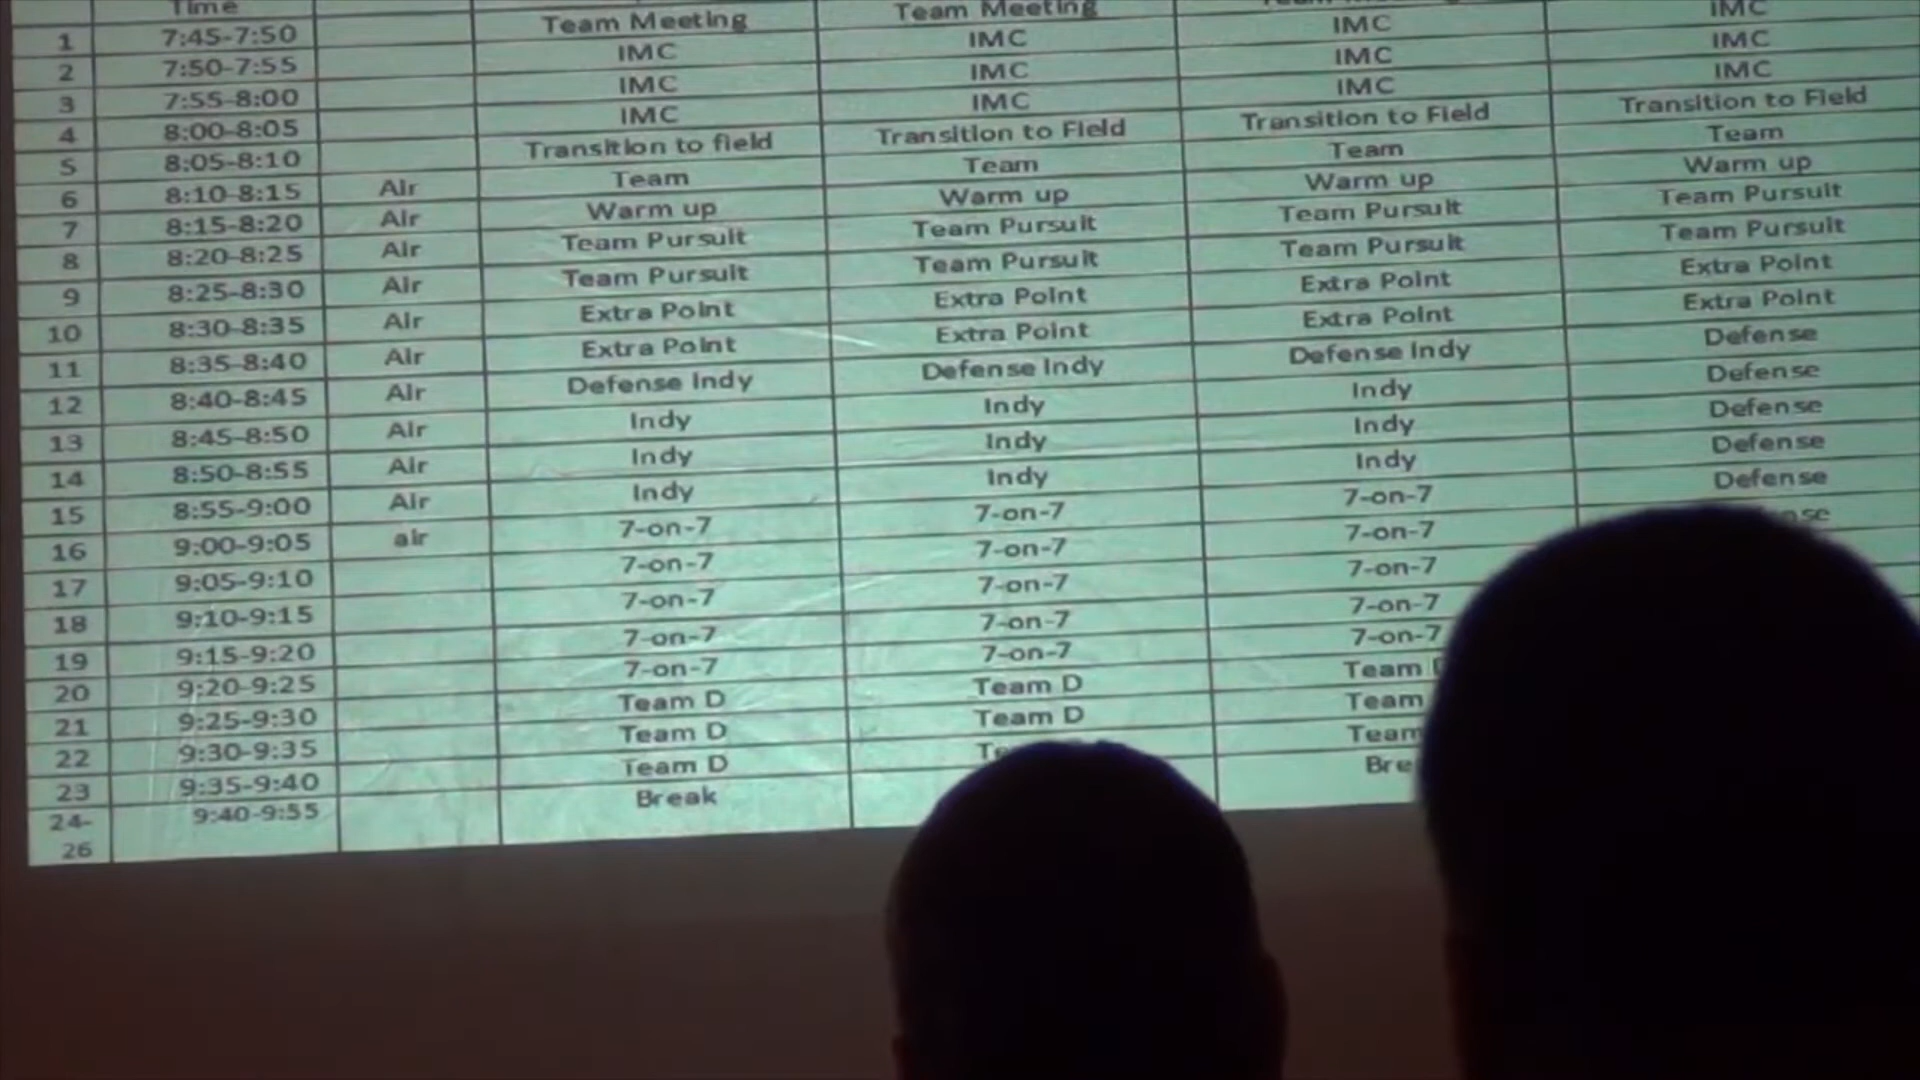 Time
1 7:45-7:50 Team Meeting Team Meeting
2 7:50-7:55 IMC IMC IMC IMC
3 7:55-8:00 IMC IMC IMC IMC
4 8:00-8:05 IMC IMC IMC IMC
5 8:05-8:10 Transition to field Transition to Field Transition to Field Transition to Field
6 8:10-8:15 Air Team Team Team Team
7 8:15-8:20 Air Warm up Warm up Warm up Warm up
8 8:20-8:25 Air Team Pursuit Team Pursuit Team Pursuit Team Pursuit
9 8:25-8:30 Air Team Pursuit Team Pursuit Team Pursuit Team Pursuit
10 8:30-8:35 Air Extra Point Extra Point Extra Point Extra Point
11 8:35-8:40 Air Extra Point Extra Point Extra Point Extra Point
12 8:40-8:45 Air Defense Indy Defense Indy Defense Indy Defense
13 8:45-8:50 Air Indy Indy Indy Defense
14 8:50-8:55 Air Indy Indy Indy Defense
15 8:55-9:00 Air Indy Indy Indy Defense
16 9:00-9:05 air 7-on-7 7-on-7 7-on-7 Defense
17 9:05-9:10 7-on-7 7-on-7 7-on-7
18 9:10-9:15 7-on-7 7-on-7 7-on-7
19 9:15-9:20 7-on-7 7-on-7 7-on-7
20 9:20-9:25 7-on-7 7-on-7 7-on-7
21 9:25-9:30 Team D Team D Team
22 9:30-9:35 Team D Team D Team
23 9:35-9:40 Team D Team
24- 9:40-9:55 Break
26